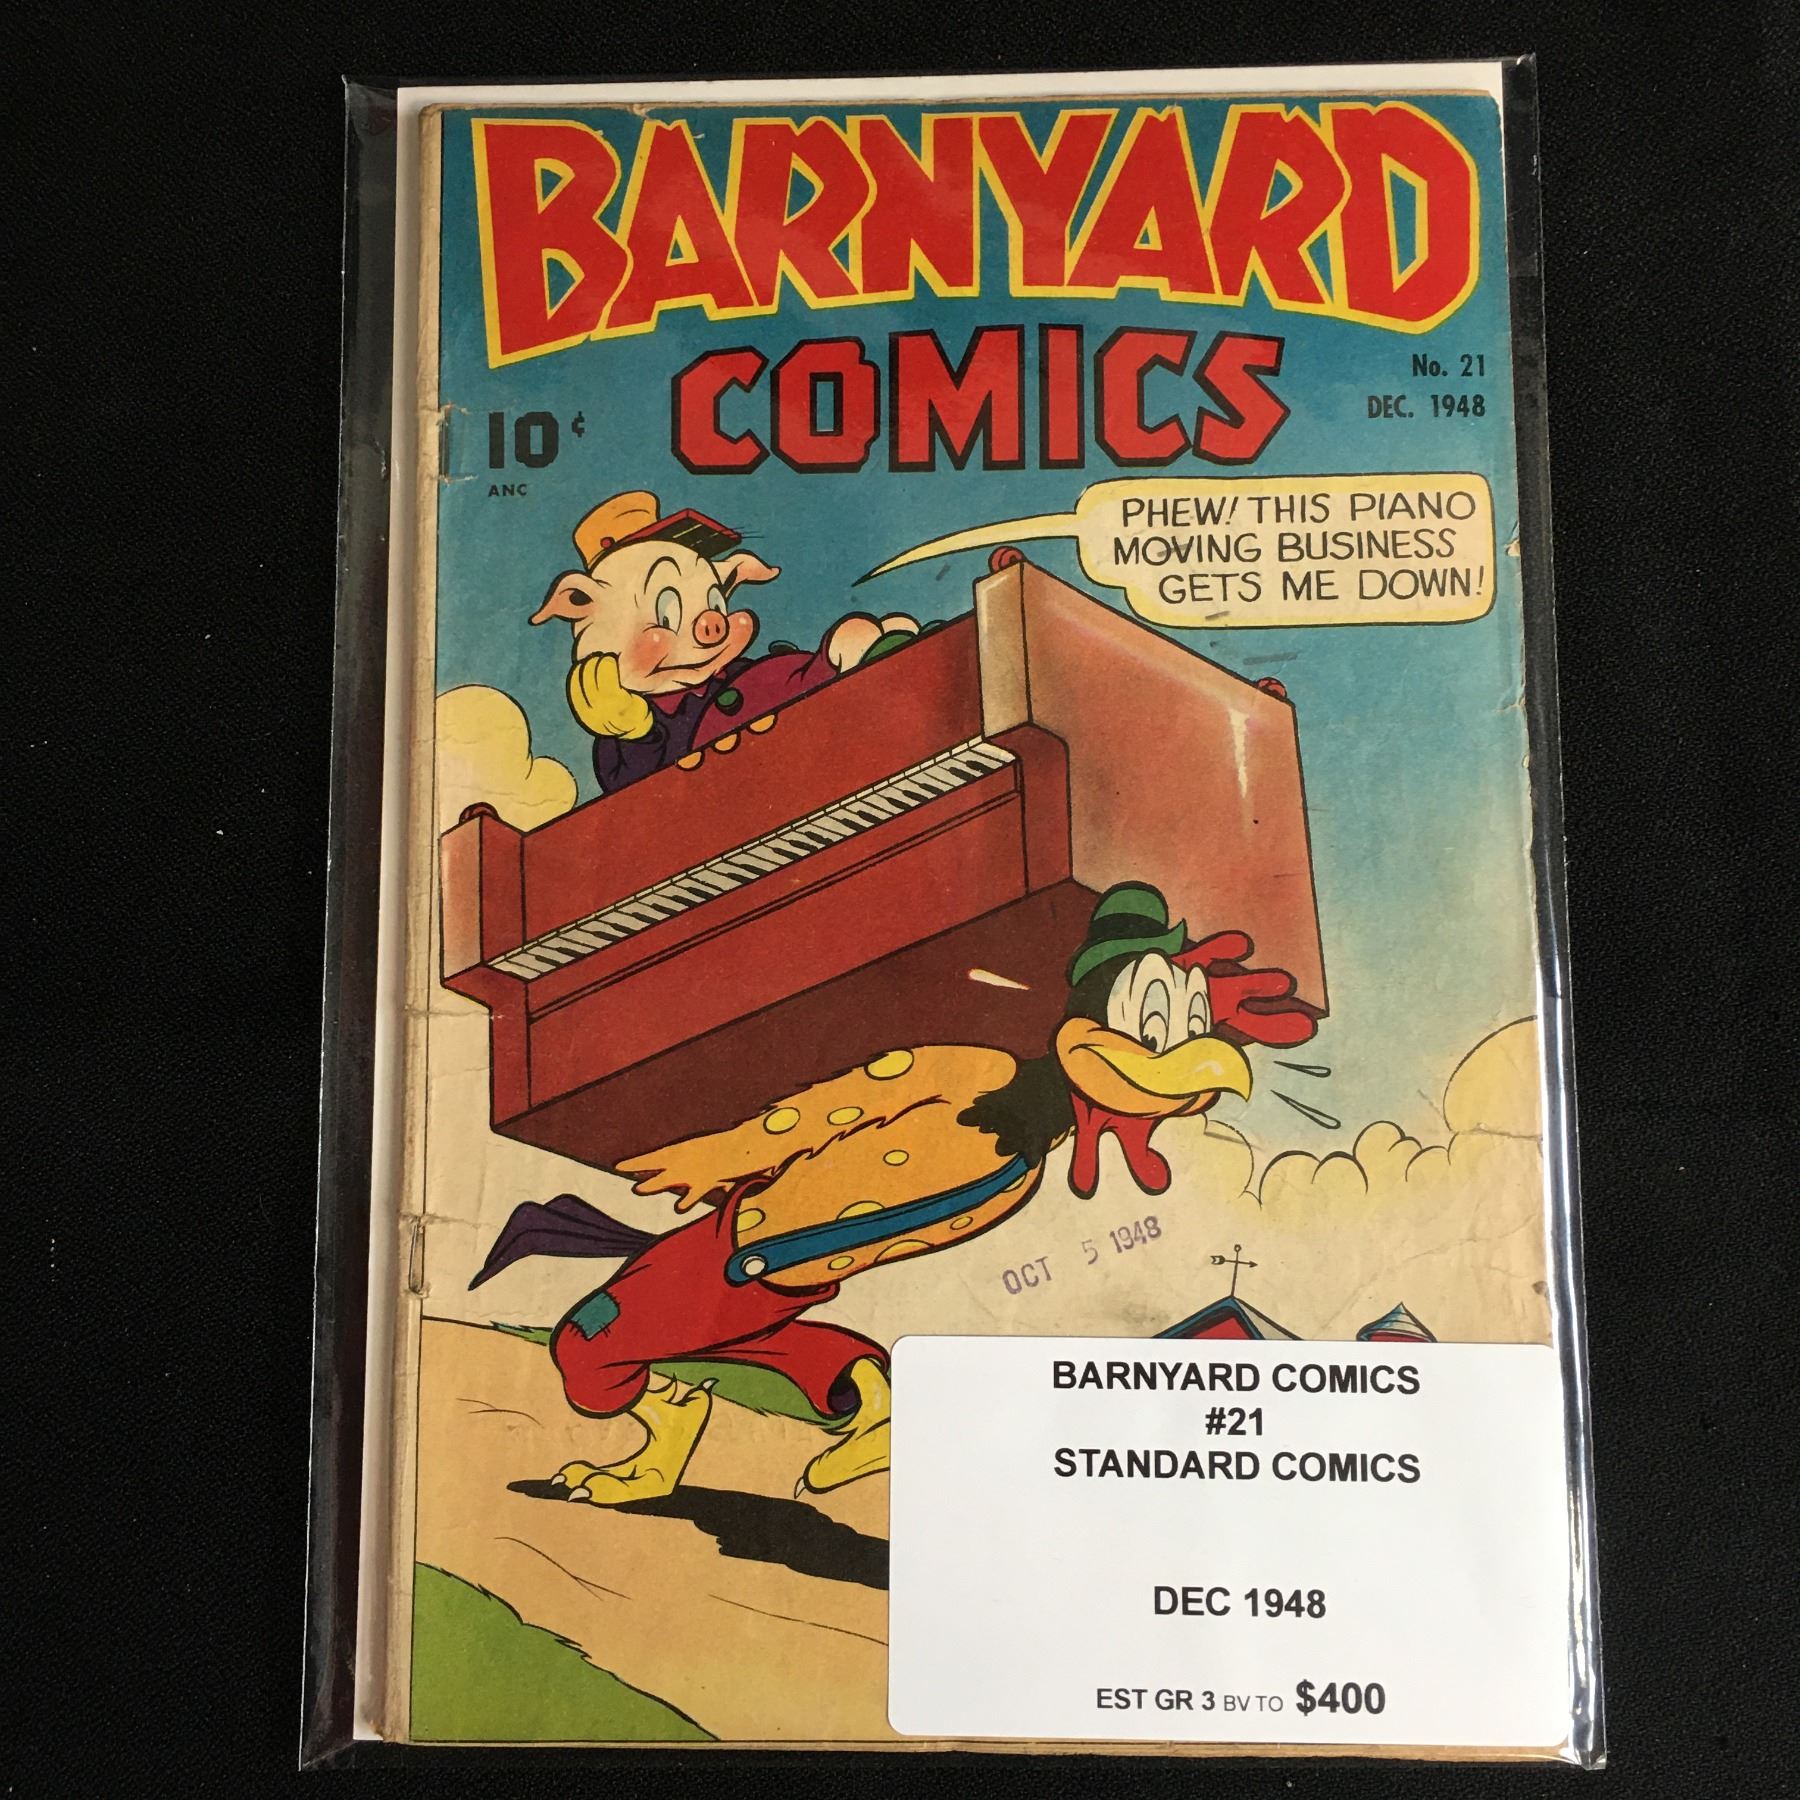 BARNYARD
COMICS
No. 21
DEC. 1948
10¢
ANC
PHEW! THIS PIANO
MOVING BUSINESS
GETS ME DOWN!
OCT 5 1948
BARNYARD COMICS
#21
STANDARD COMICS
DEC 1948
EST GR 3 BV TO $400